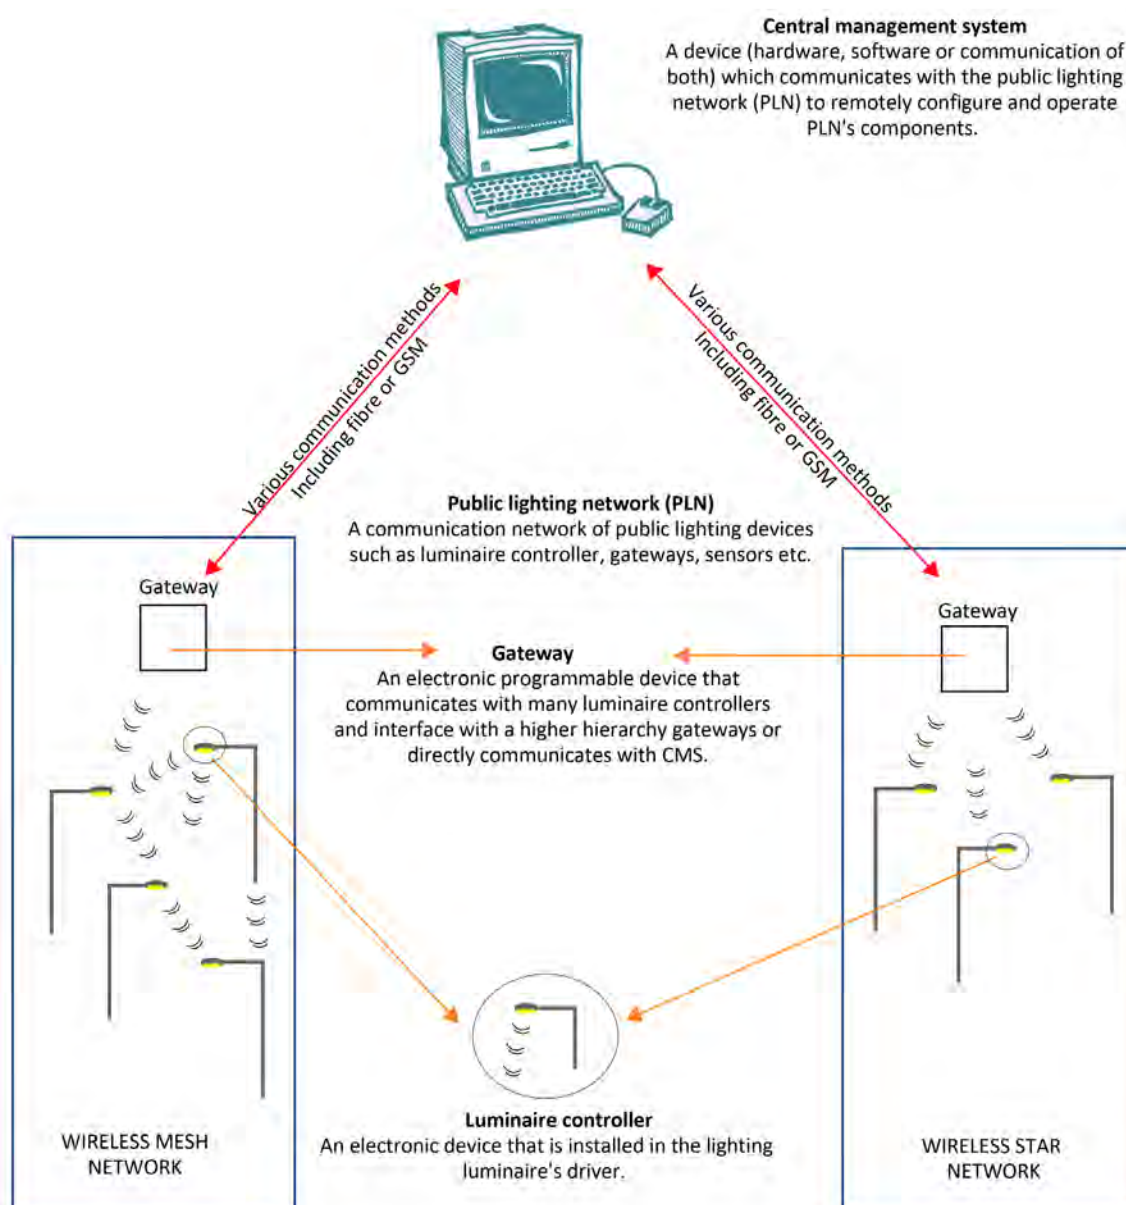 Central management system
A device (hardware, software or communication of
both) which communicates with the public lighting
network (PLN) to remotely configure and operate
PLN's components.
Various communication methods
Including fibre or GSM
Various communication methods
Including fibre or GSM
Public lighting network (PLN)
A communication network of public lighting devices
such as luminaire controller, gateways, sensors etc.
Gateway
Gateway
Gateway
An electronic programmable device that
communicates with many luminaire controllers
and interface with a higher hierarchy gateways or
directly communicates with CMS.
Luminaire controller
An electronic device that is installed in the lighting
luminaire's driver.
WIRELESS MESH
NETWORK
WIRELESS STAR
NETWORK